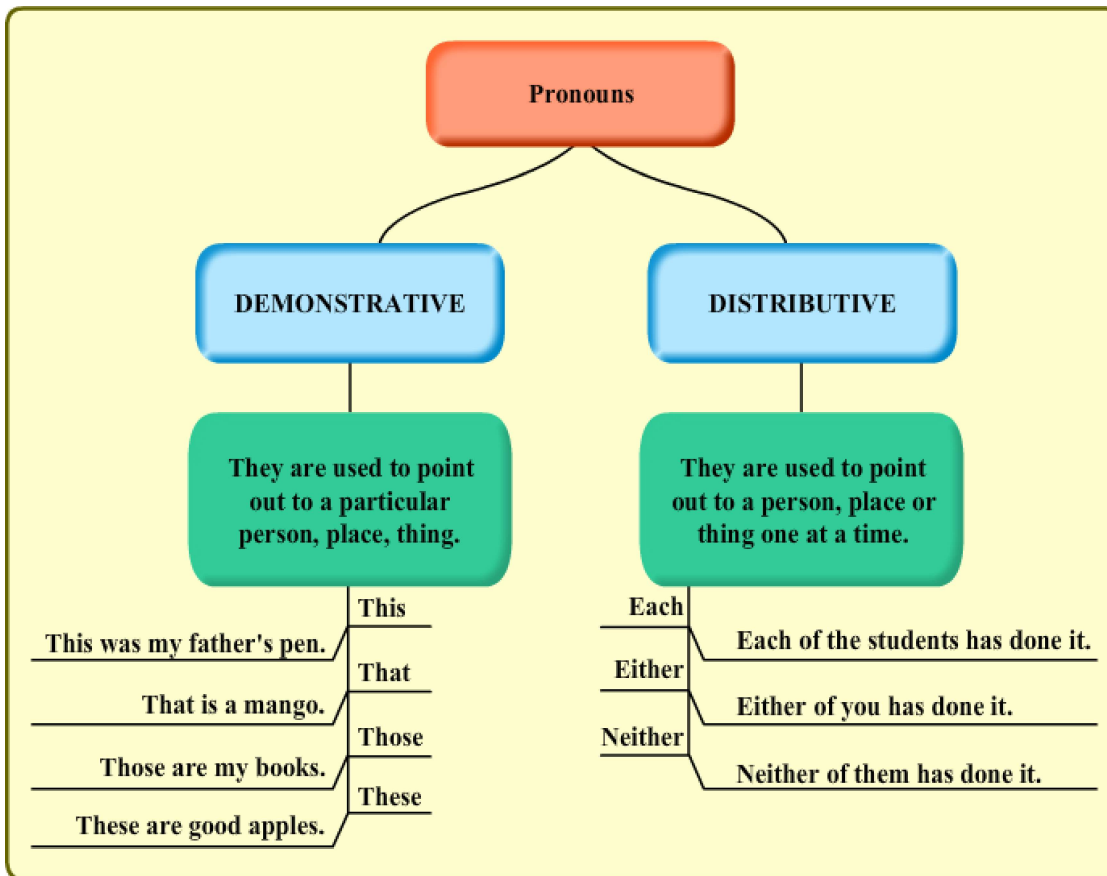 Pronouns
DEMONSTRATIVE
They are used to point
out to a particular
person, place, thing.
This
This was my father's pen.
That
That is a mango.
Those
Those are my books.
These
These are good apples.
DISTRIBUTIVE
They are used to point
out to a person, place or
thing one at a time.
Each
Each of the students has done it.
Either
Either of you has done it.
Neither
Neither of them has done it.